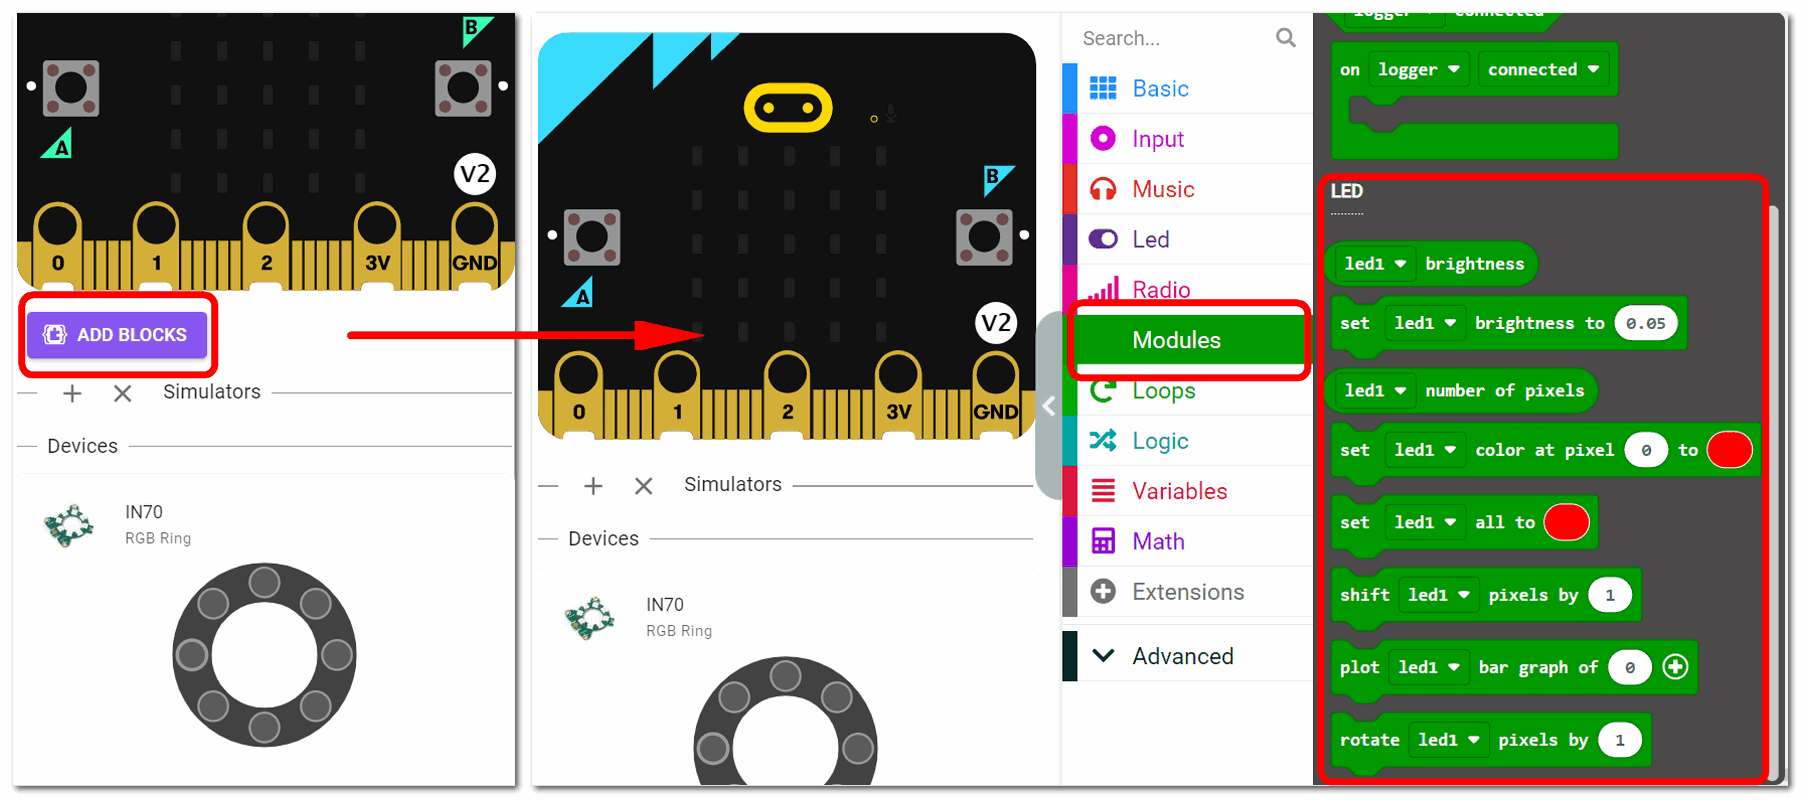 B
A
V2
0 1 2 3V GND
ADD BLOCKS
Simulators
Devices
IN70
RGB Ring
B
A
V2
0 1 2 3V GND
Simulators
Devices
IN70
RGB Ring
Search...
Basic
Input
Music
Led
Radio
Modules
Loops
Logic
Variables
Math
Extensions
Advanced
logger connected
on logger connected
LED
led1 brightness
set led1 brightness to 0.05
led1 number of pixels
set led1 color at pixel 0 to
set led1 all to
shift led1 pixels by 1
plot led1 bar graph of 0
rotate led1 pixels by 1